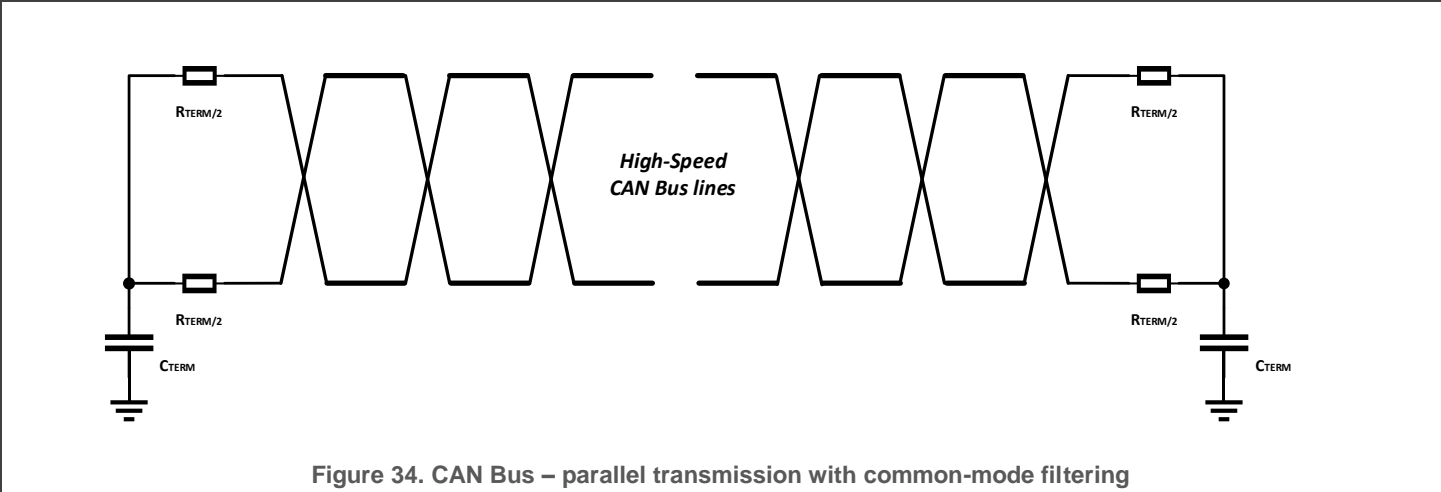 RTERM/2
RTERM/2
High-Speed
CAN Bus lines
RTERM/2
RTERM/2
CTERM
CTERM
Figure 34. CAN Bus – parallel transmission with common-mode filtering